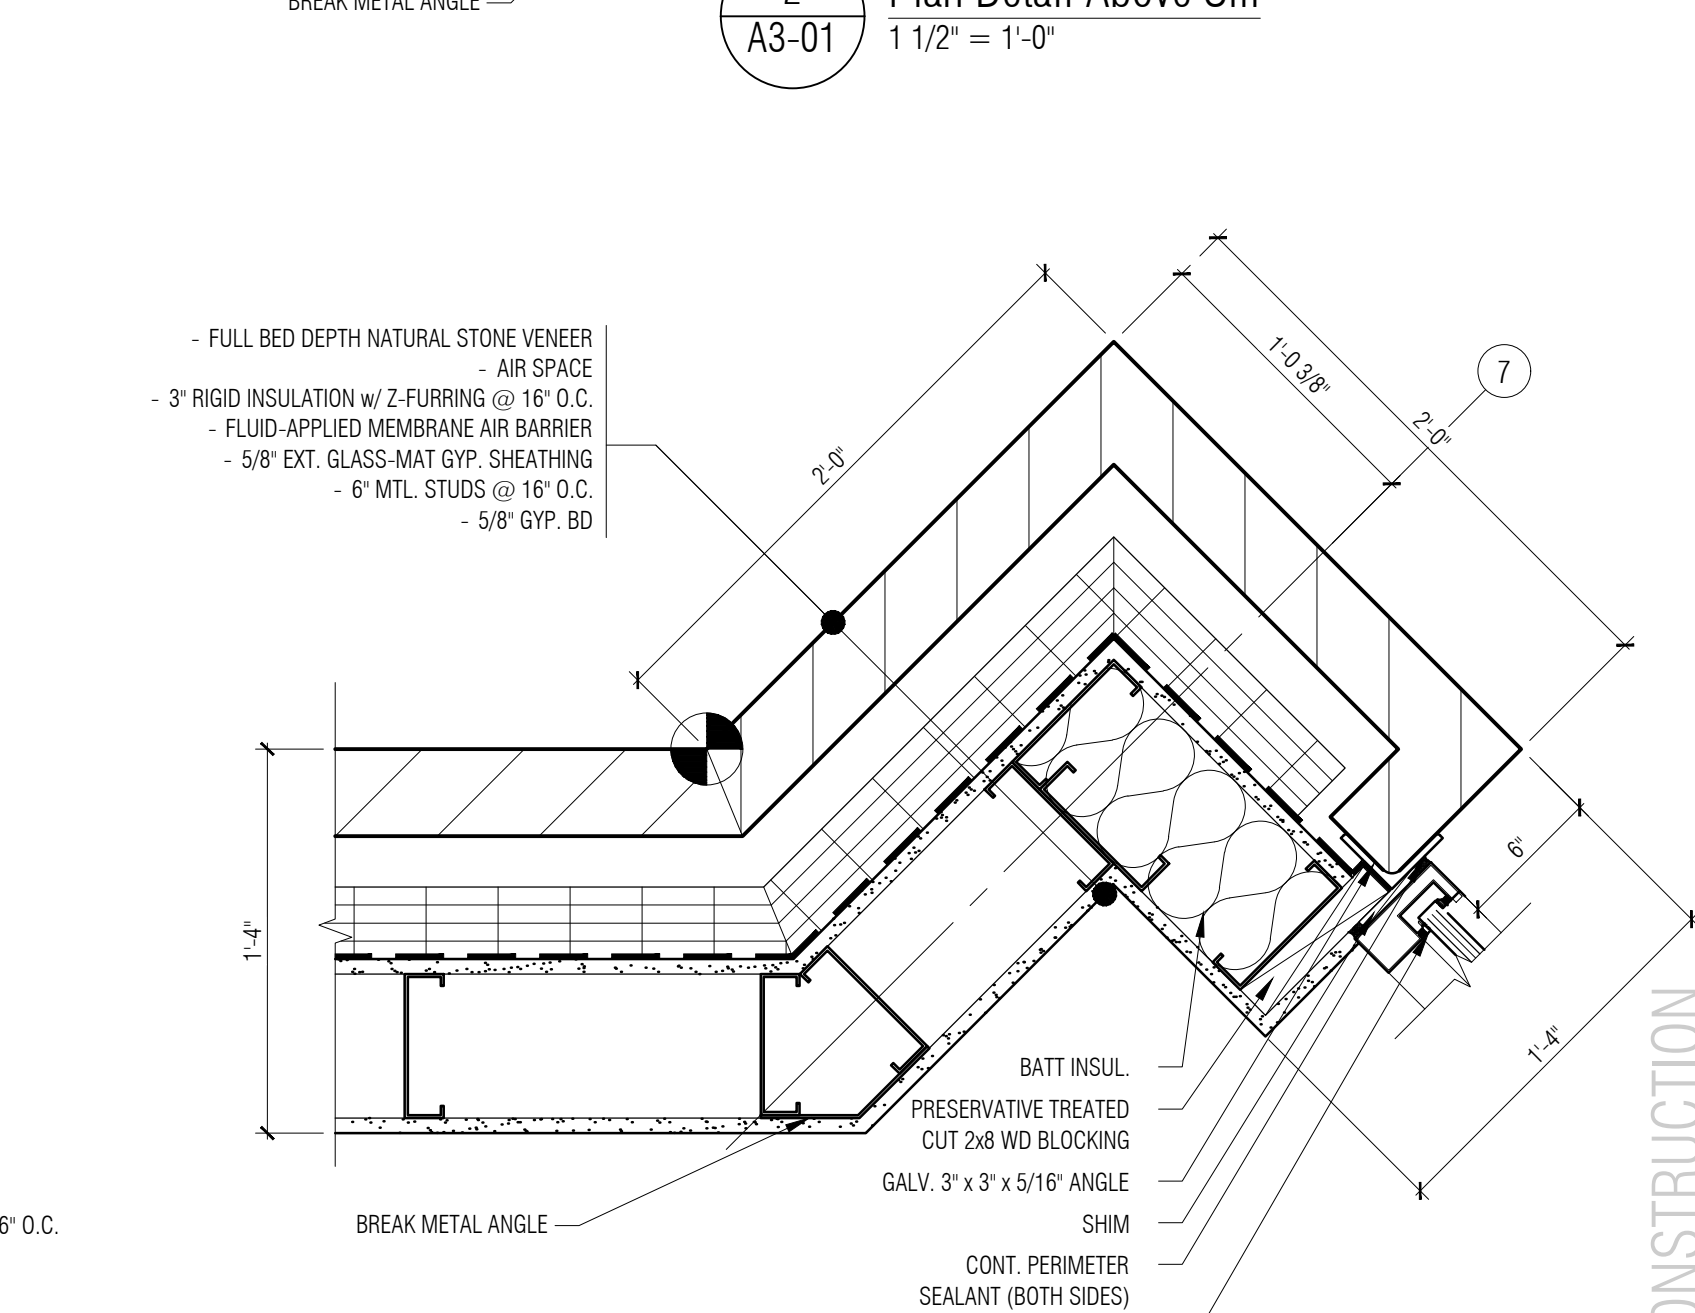 BREAK METAL ANGLE
2
Plan Detail Above Sill
A3-01
1 1/2" = 1'-0"
- FULL BED DEPTH NATURAL STONE VENEER
- AIR SPACE
- 3" RIGID INSULATION w/ Z-FURRING @ 16" O.C.
- FLUID-APPLIED MEMBRANE AIR BARRIER
- 5/8" EXT. GLASS-MAT GYP. SHEATHING
- 6" MTL. STUDS @ 16" O.C.
- 5/8" GYP. BD
2'-0"
1'-0 3/8"
2'-0"
7
6"
1'-4"
1'-4"
BATT INSUL.
PRESERVATIVE TREATED
CUT 2x8 WD BLOCKING
GALV. 3" x 3" x 5/16" ANGLE
SHIM
CONT. PERIMETER
SEALANT (BOTH SIDES)
BREAK METAL ANGLE
6" O.C.
ONSTRUCTION